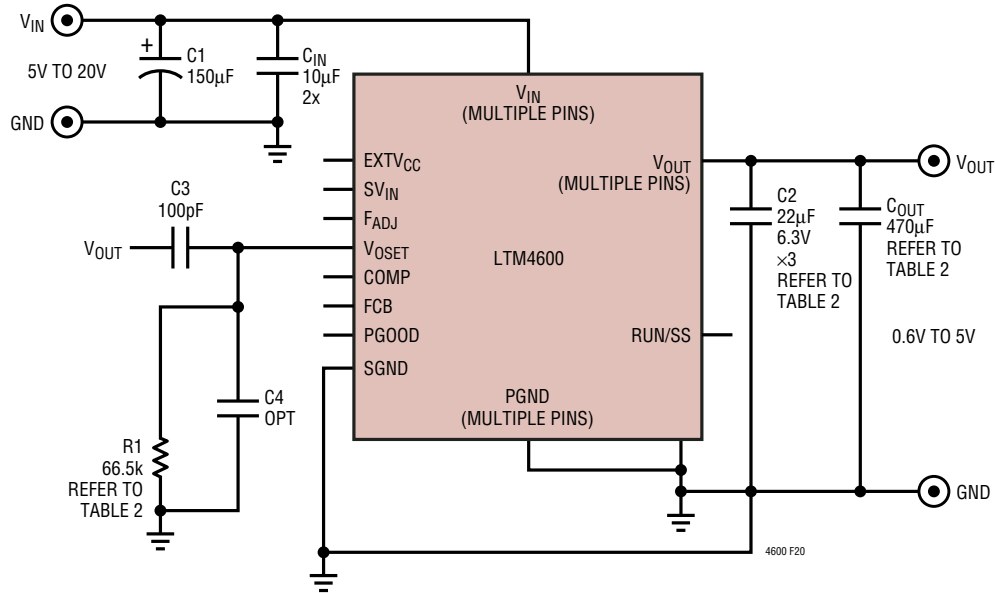 VIN
5V TO 20V
GND
+
C1
150µF
CIN
10µF
2x
VIN
(MULTIPLE PINS)
EXTVCC
SVIN
FADJ
VOSET
COMP
FCB
PGOOD
SGND
LTM4600
VOUT
(MULTIPLE PINS)
RUN/SS
PGND
(MULTIPLE PINS)
C3
100pF
VOUT
C4
OPT
R1
66.5k
REFER TO
TABLE 2
C2
22µF
6.3V
×3
REFER TO
TABLE 2
COUT
470µF
REFER TO
TABLE 2
VOUT
0.6V TO 5V
GND
4600 F20